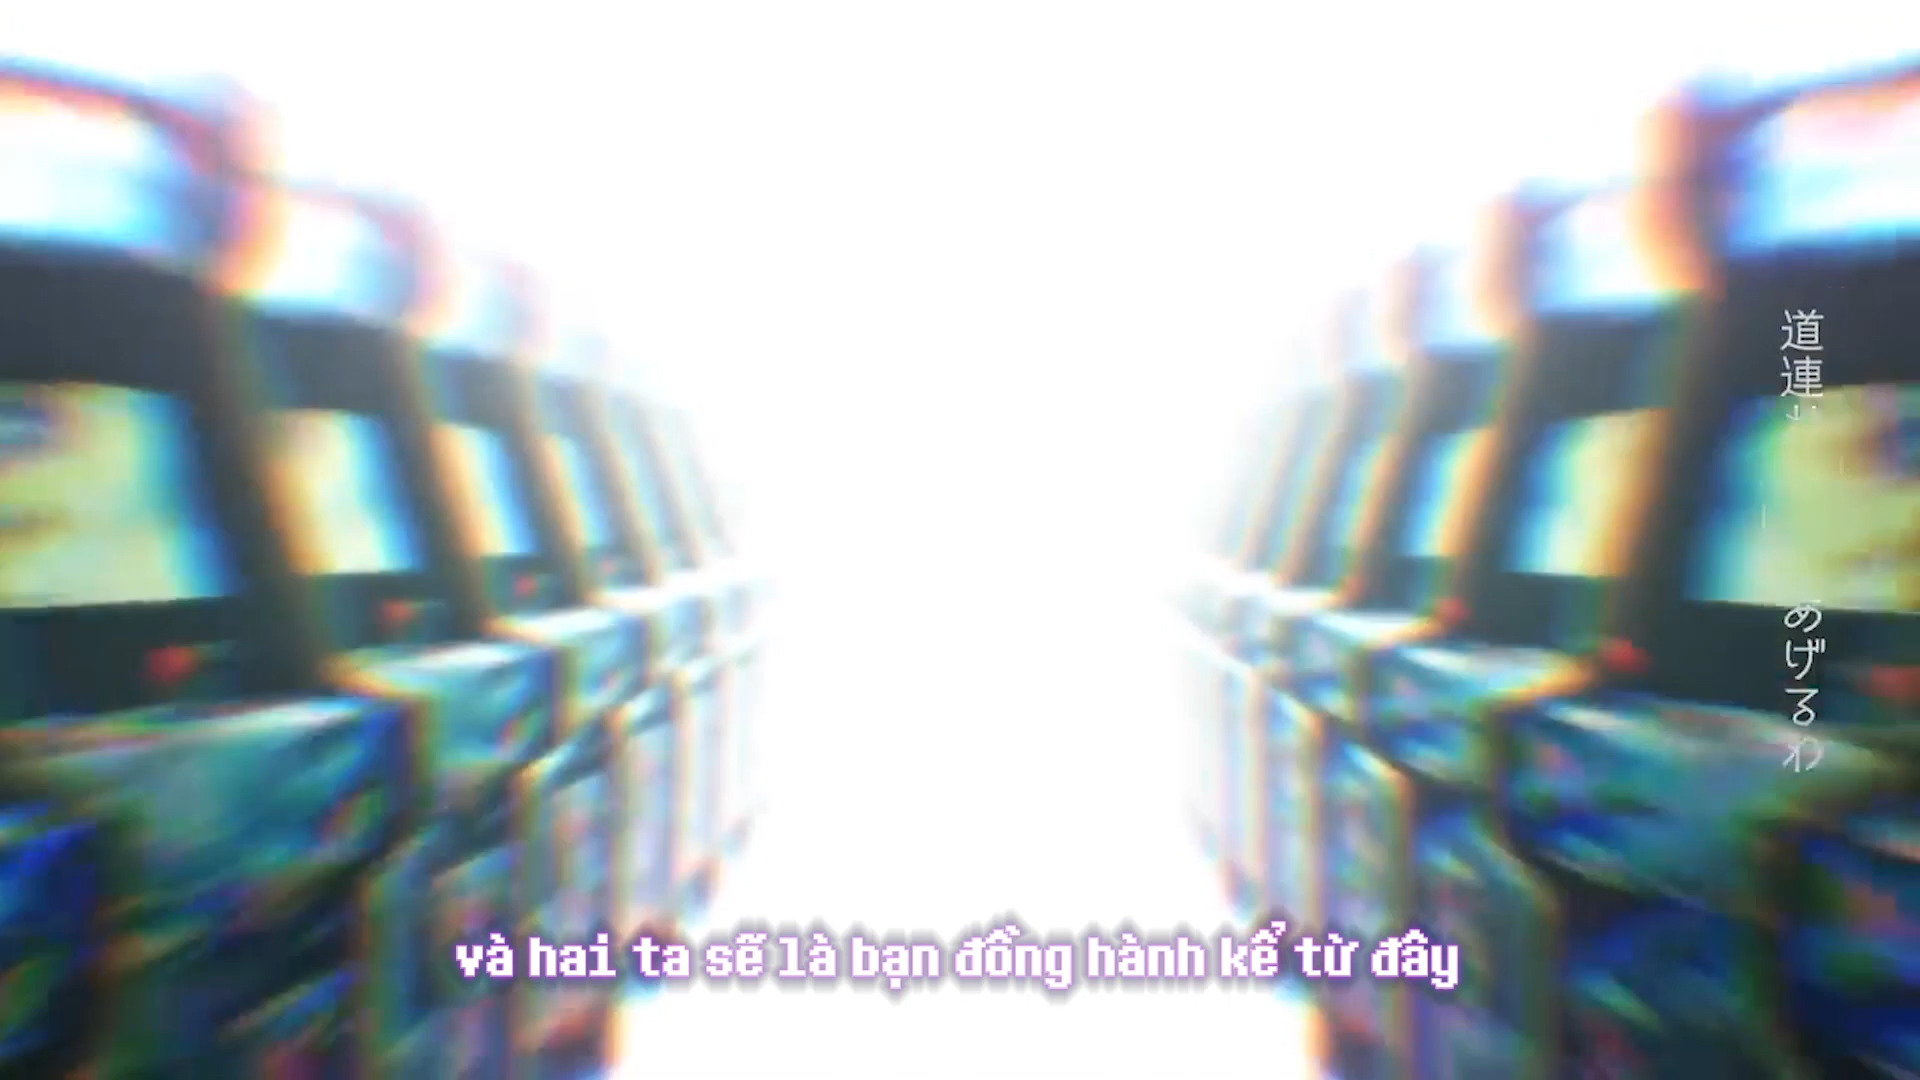 道連
あげるわ
và hai ta sẽ là bạn đồng hành kể từ đây